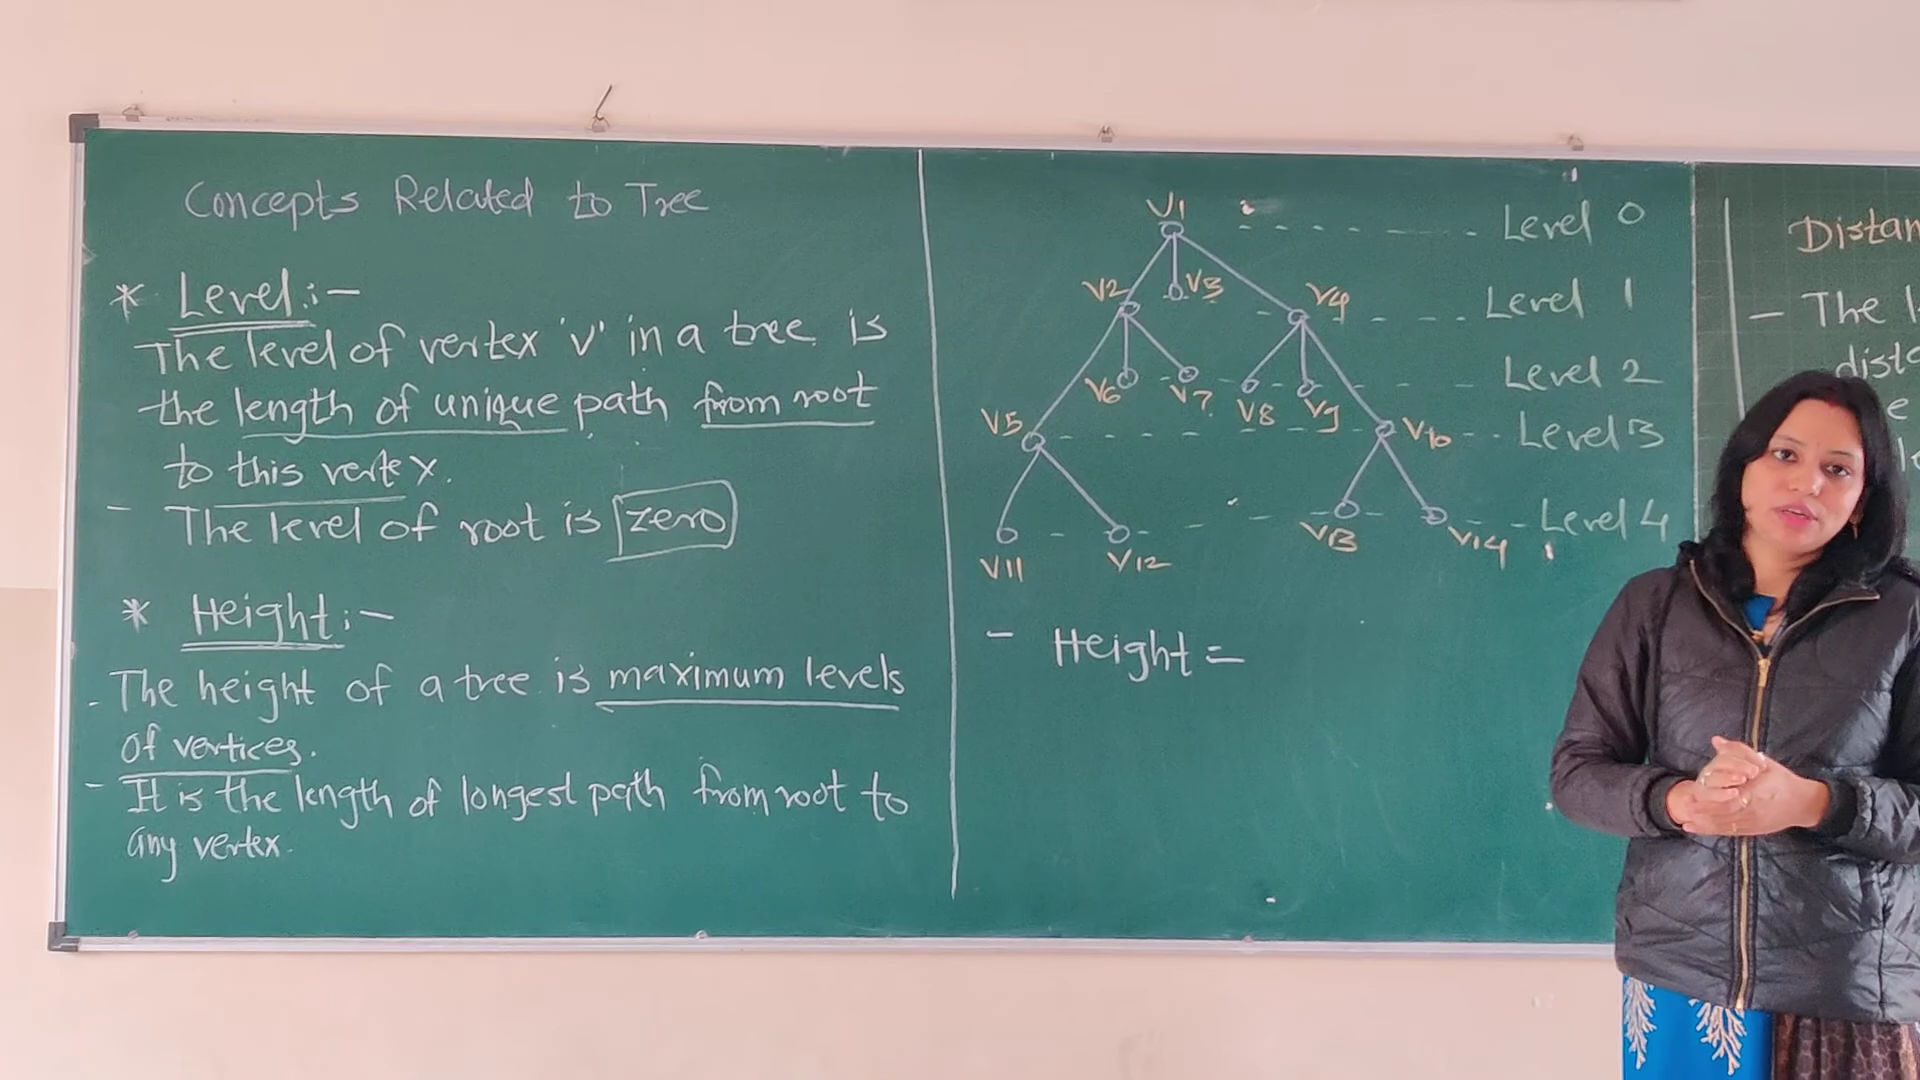 Concepts Related to Tree
* Level :-
The level of vertex 'v' in a tree is
the length of unique path from root
to this vertex.
- The level of root is zero
* Height :-
- The height of a tree is maximum levels
of vertices.
- It is the length of longest path from root to
any vertex.
V1 Level 0
V2 V3 V4 Level 1
V6 V7 V8 V9 Level 2
V5 V10 Level 3
V11 V12 V13 V14 Level 4
- Height =
- The